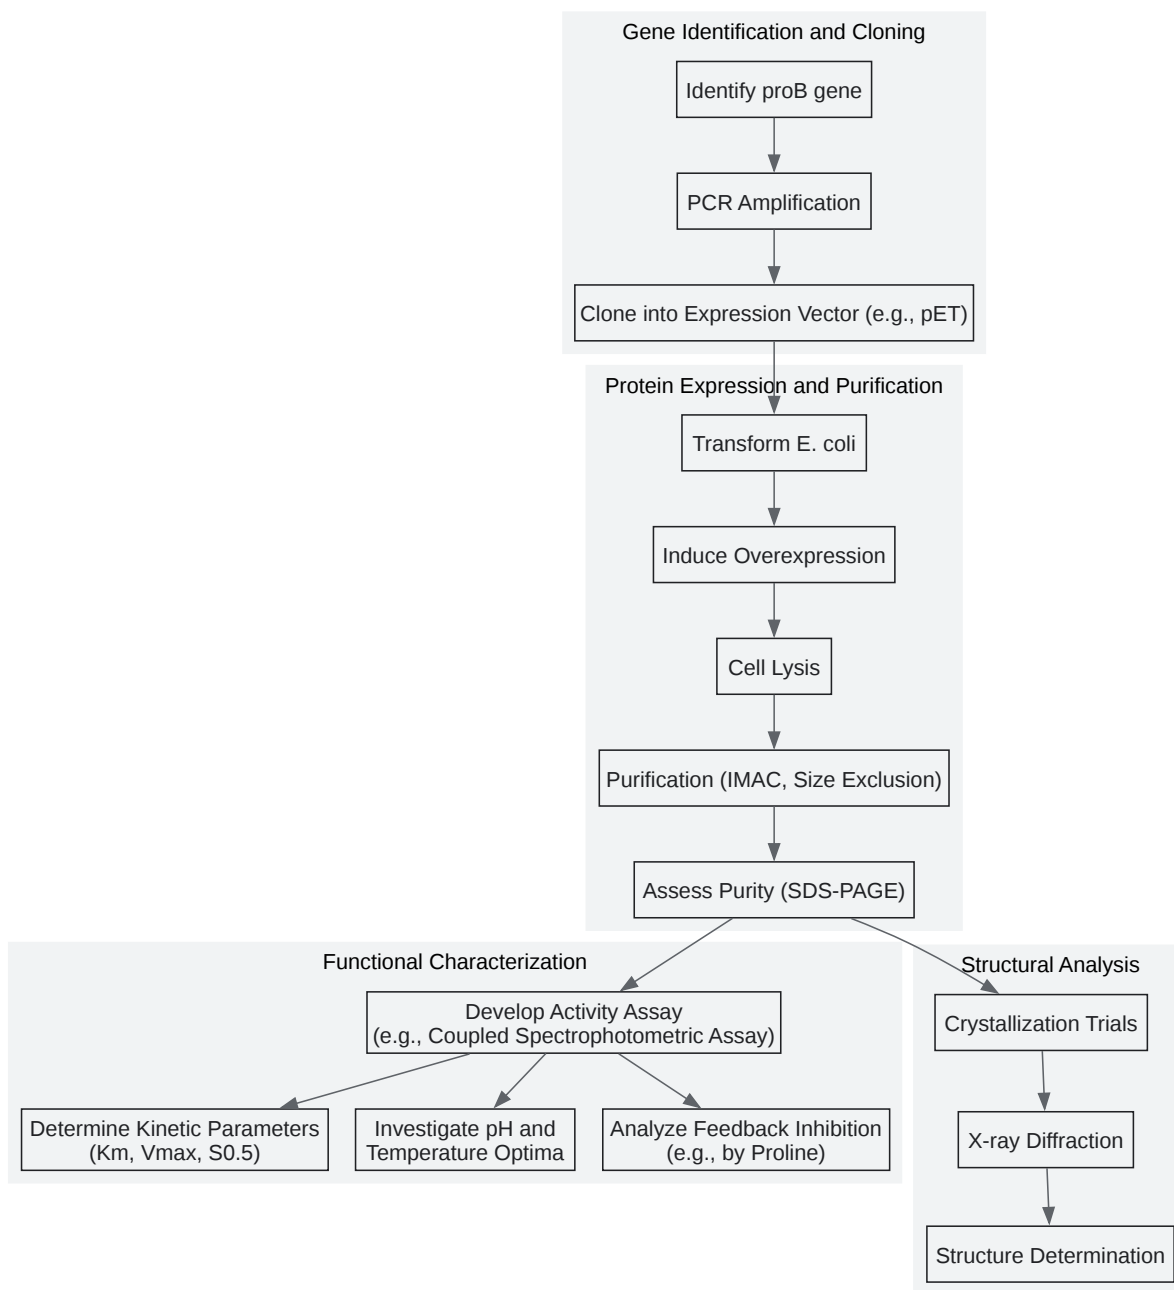 Gene Identification and Cloning
Identify proB gene
PCR Amplification
Clone into Expression Vector (e.g., pET)
Protein Expression and Purification
Transform E. coli
Induce Overexpression
Cell Lysis
Purification (IMAC, Size Exclusion)
Assess Purity (SDS-PAGE)
Functional Characterization
Develop Activity Assay
(e.g., Coupled Spectrophotometric Assay)
Determine Kinetic Parameters
(Km, Vmax, S0.5)
Investigate pH and
Temperature Optima
Analyze Feedback Inhibition
(e.g., by Proline)
Structural Analysis
Crystallization Trials
X-ray Diffraction
Structure Determination